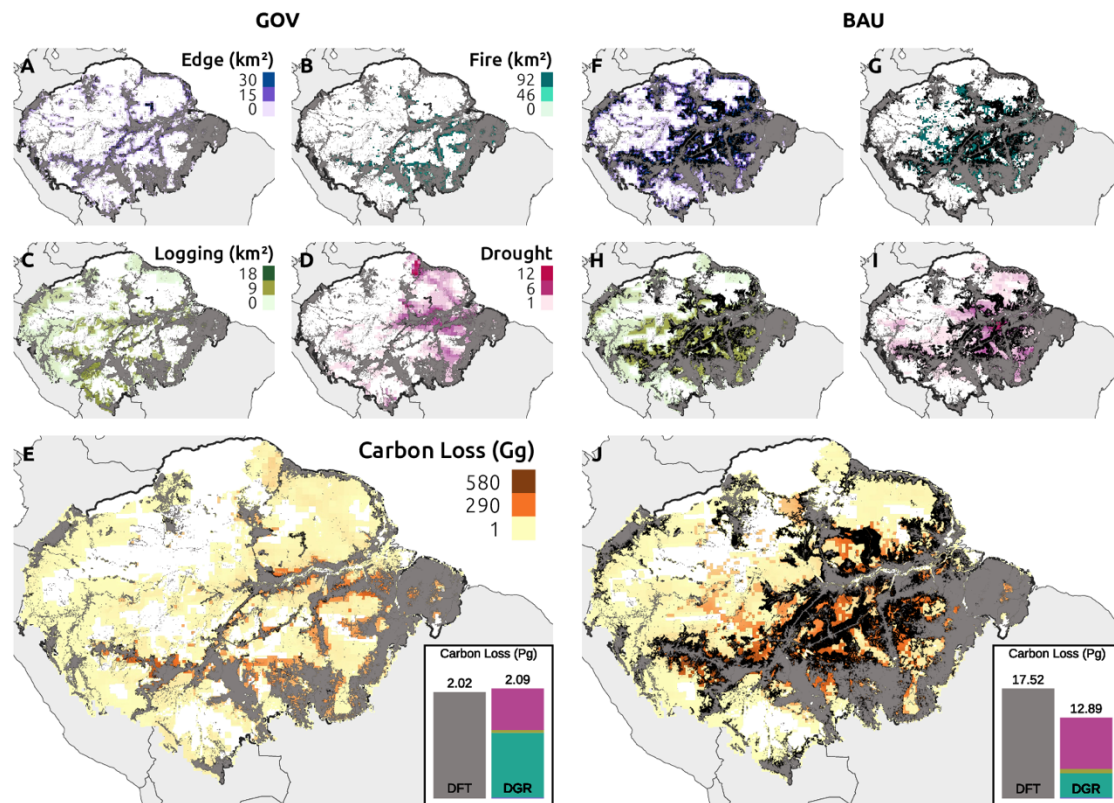 GOV
BAU
A
Edge (km²)
30
15
0
B
Fire (km²)
92
46
0
F
G
C
Logging (km²)
18
9
0
D
Drought
12
6
1
H
I
E
Carbon Loss (Gg)
580
290
1
Carbon Loss (Pg)
2.02
2.09
DFT
DGR
J
Carbon Loss (Pg)
17.52
12.89
DFT
DGR